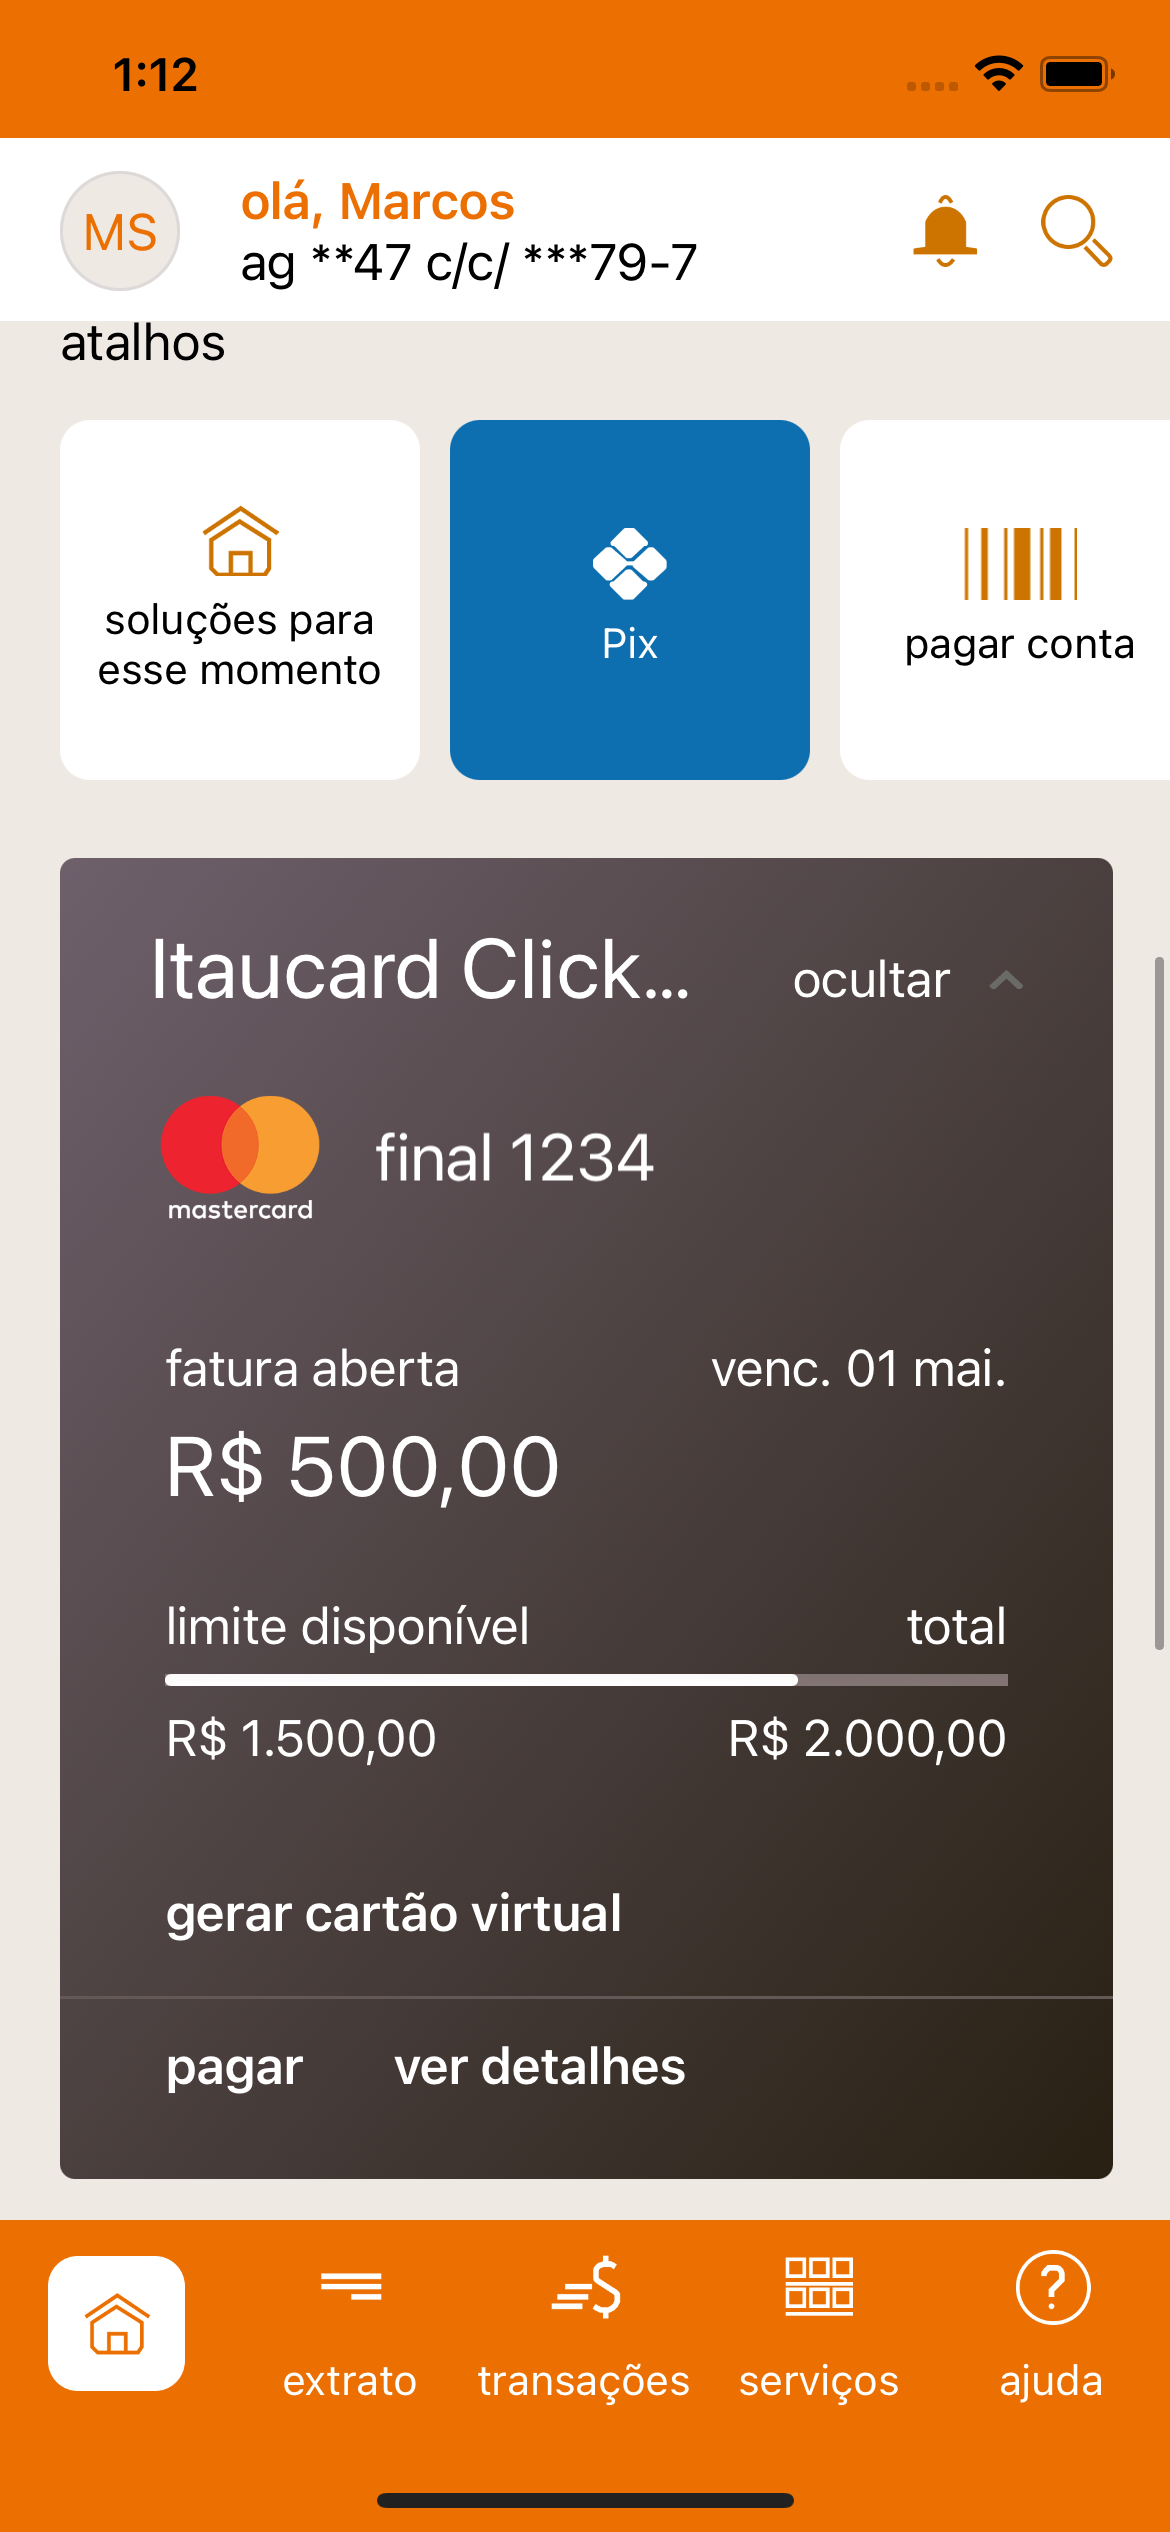 1:12
MS
olá, Marcos
ag **47 c/c/ ***79-7
atalhos
soluções para
esse momento
Pix
pagar conta
Itaucard Click...
ocultar
mastercard
final 1234
fatura aberta
venc. 01 mai.
R$ 500,00
limite disponível
total
R$ 1.500,00
R$ 2.000,00
gerar cartão virtual
pagar
ver detalhes
extrato
transações
serviços
ajuda